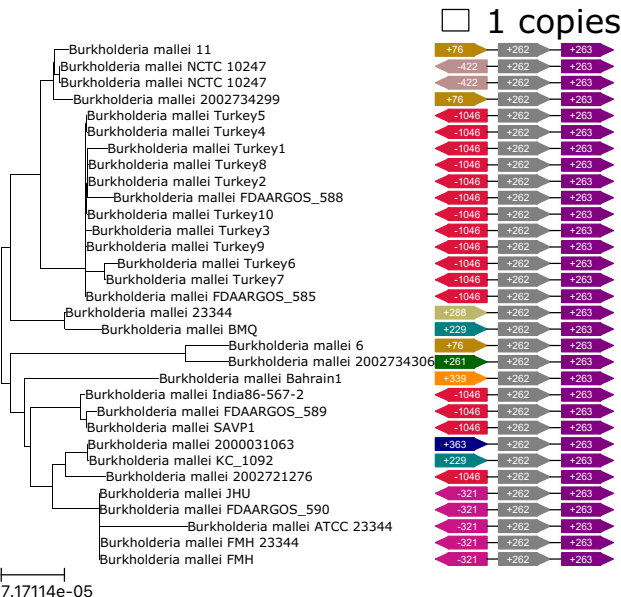 1 copies
Burkholderia mallei 11 +76 +262 +263
Burkholderia mallei NCTC 10247 -422 +262 +263
Burkholderia mallei NCTC 10247 -422 +262 +263
Burkholderia mallei 2002734299 +76 +262 +263
Burkholderia mallei Turkey5 -1046 +262 +263
Burkholderia mallei Turkey4 -1046 +262 +263
Burkholderia mallei Turkey1 -1046 +262 +263
Burkholderia mallei Turkey8 -1046 +262 +263
Burkholderia mallei Turkey2 -1046 +262 +263
Burkholderia mallei FDAARGOS_588 -1046 +262 +263
Burkholderia mallei Turkey10 -1046 +262 +263
Burkholderia mallei Turkey3 -1046 +262 +263
Burkholderia mallei Turkey9 -1046 +262 +263
Burkholderia mallei Turkey6 -1046 +262 +263
Burkholderia mallei Turkey7 -1046 +262 +263
Burkholderia mallei FDAARGOS_585 -1046 +262 +263
Burkholderia mallei 23344 +288 +262 +263
Burkholderia mallei BMQ +229 +262 +263
Burkholderia mallei 6 +76 +262 +263
Burkholderia mallei 2002734306 +261 +262 +263
Burkholderia mallei Bahrain1 +339 +262 +263
Burkholderia mallei India86-567-2 -1046 +262 +263
Burkholderia mallei FDAARGOS_589 -1046 +262 +263
Burkholderia mallei SAVP1 -1046 +262 +263
Burkholderia mallei 2000031063 +363 +262 +263
Burkholderia mallei KC_1092 +229 +262 +263
Burkholderia mallei 2002721276 -1046 +262 +263
Burkholderia mallei JHU -321 +262 +263
Burkholderia mallei FDAARGOS_590 -321 +262 +263
Burkholderia mallei ATCC 23344 -321 +262 +263
Burkholderia mallei FMH 23344 -321 +262 +263
Burkholderia mallei FMH -321 +262 +263
7.17114e-05